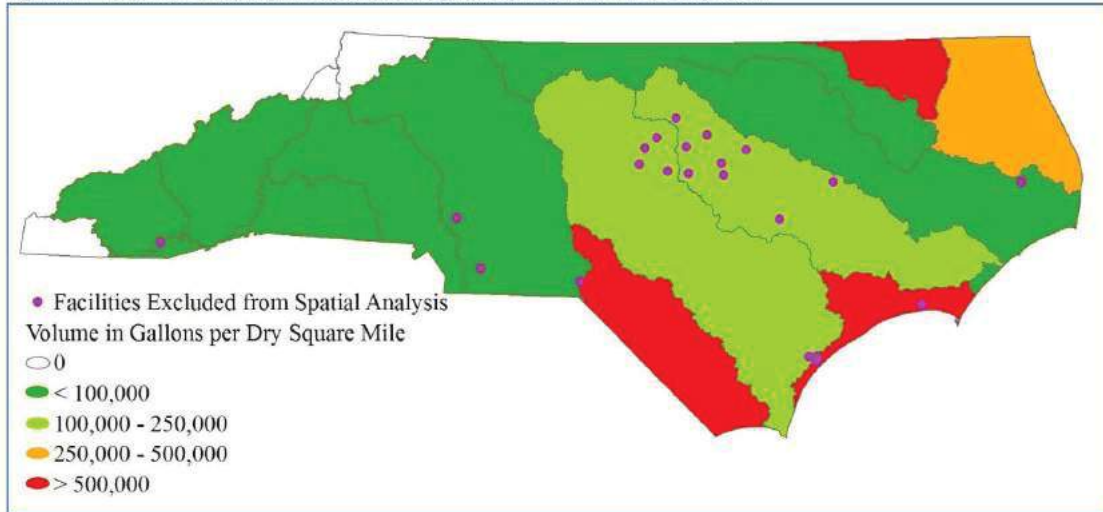 Facilities Excluded from Spatial Analysis
Volume in Gallons per Dry Square Mile
0
< 100,000
100,000 - 250,000
250,000 - 500,000
> 500,000